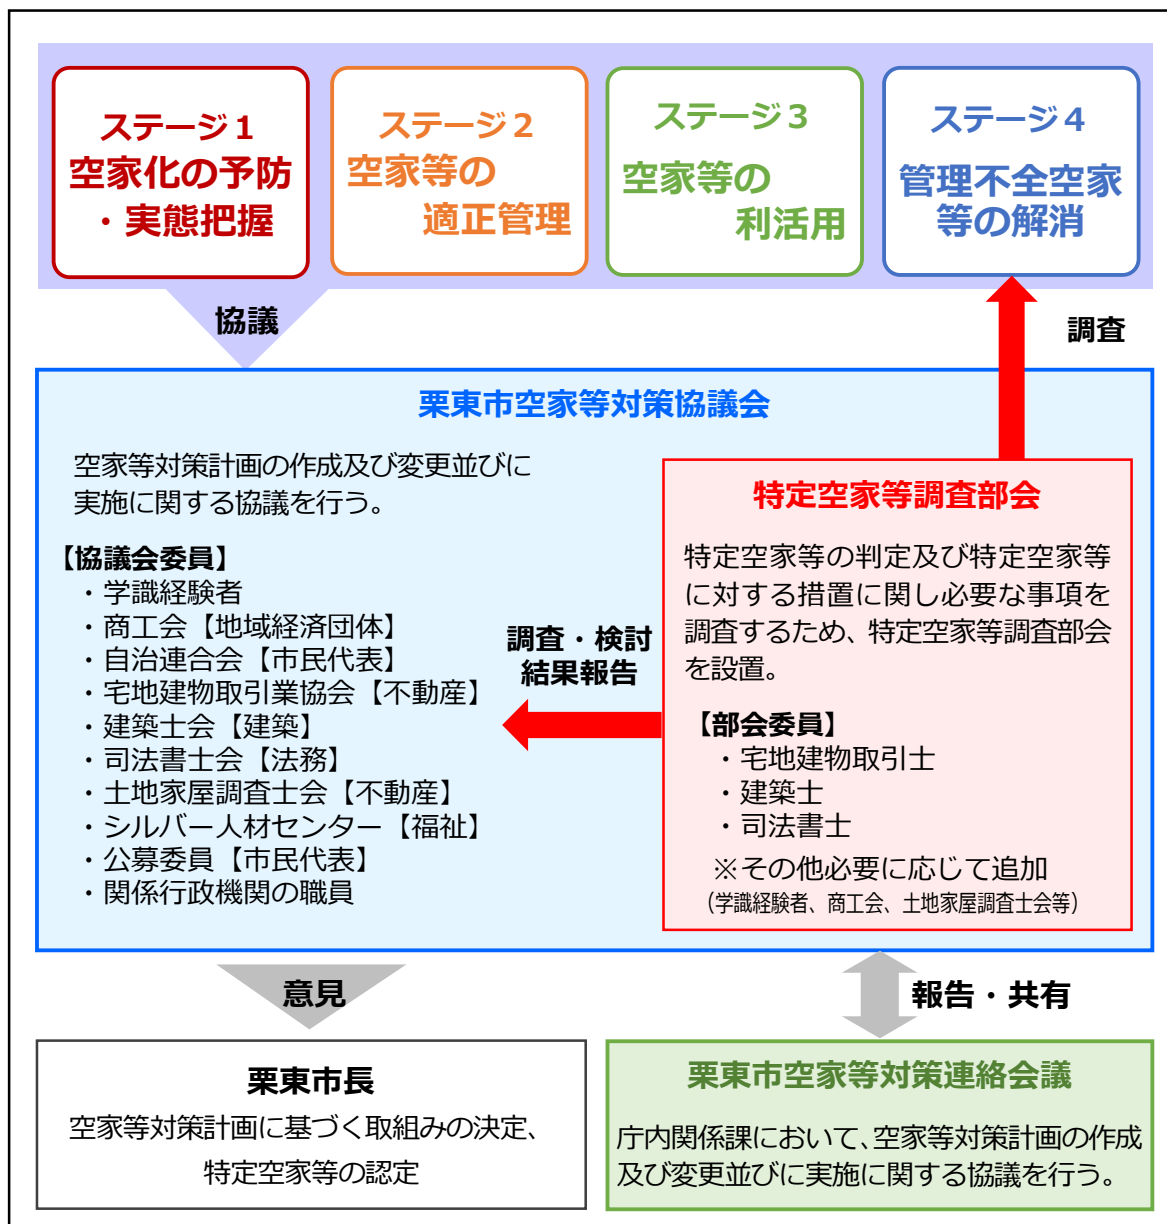 ステージ１
空家化の予防
・実態把握
ステージ２
空家等の
適正管理
ステージ３
空家等の
利活用
ステージ４
管理不全空家
等の解消
協議
調査
栗東市空家等対策協議会
空家等対策計画の作成及び変更並びに
実施に関する協議を行う。
【協議会委員】
・学識経験者
・商工会【地域経済団体】
・自治連合会【市民代表】
・宅地建物取引業協会【不動産】
・建築士会【建築】
・司法書士会【法務】
・土地家屋調査士会【不動産】
・シルバー人材センター【福祉】
・公募委員【市民代表】
・関係行政機関の職員
調査・検討
結果報告
特定空家等調査部会
特定空家等の判定及び特定空家等
に対する措置に関し必要な事項を
調査するため、特定空家等調査部会
を設置。
【部会委員】
・宅地建物取引士
・建築士
・司法書士
※その他必要に応じて追加
（学識経験者、商工会、土地家屋調査士会等）
意見
報告・共有
栗東市長
空家等対策計画に基づく取組みの決定、
特定空家等の認定
栗東市空家等対策連絡会議
庁内関係課において、空家等対策計画の作成
及び変更並びに実施に関する協議を行う。